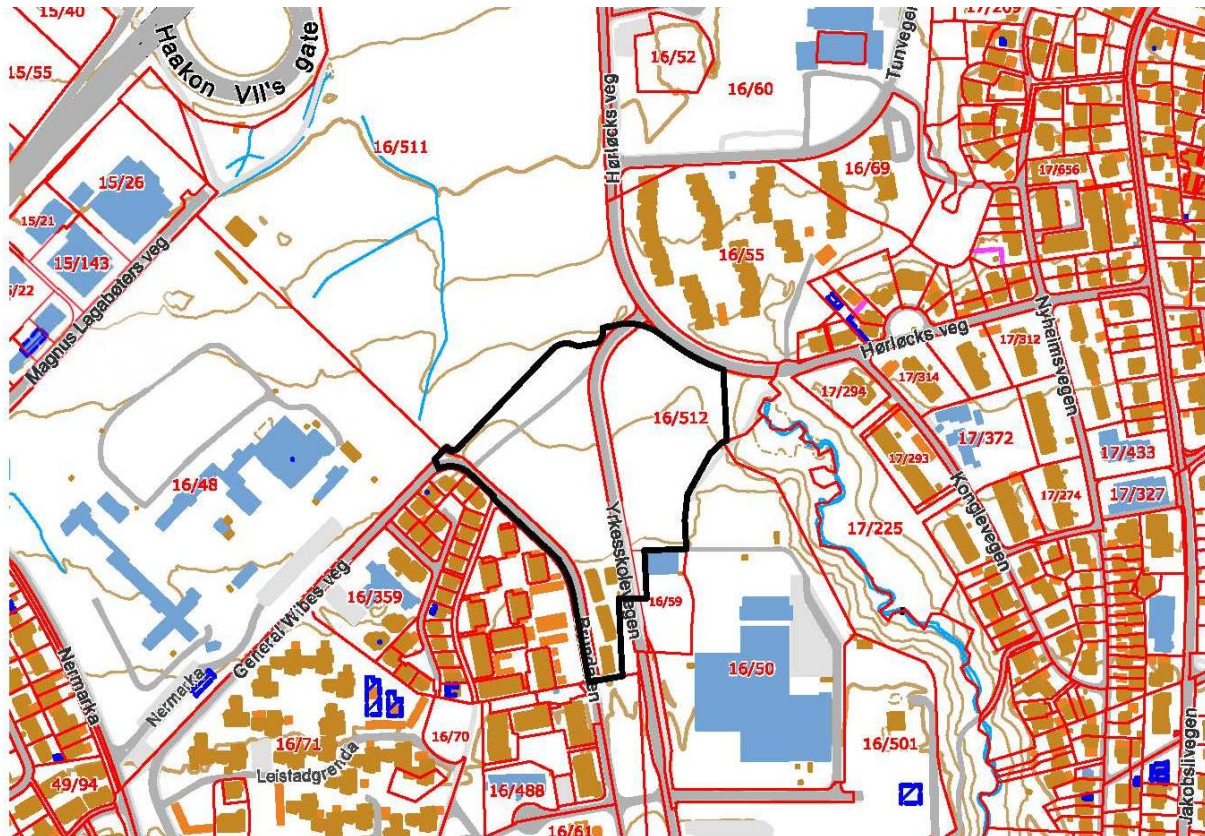 15/40
17/209
Haakon VII's gate
15/55
16/52
Tunvegen
16/60
Hørløcks veg
16/511
15/26
16/69
17/656
15/21
15/143
16/55
Magnus Lagabøters veg
Nyheimsvegen
Hørløcks veg
17/312
17/314
17/294
16/512
17/372
17/433
17/293
16/48
17/274
17/327
Konglevegen
17/225
Yrkesskolevegen
16/359
16/59
General Wibes veg
Nermarka
16/50
Nermarka
16/71
16/70
16/501
Leistadgrenda
49/94
16/488
Jakobslivegen
16/61